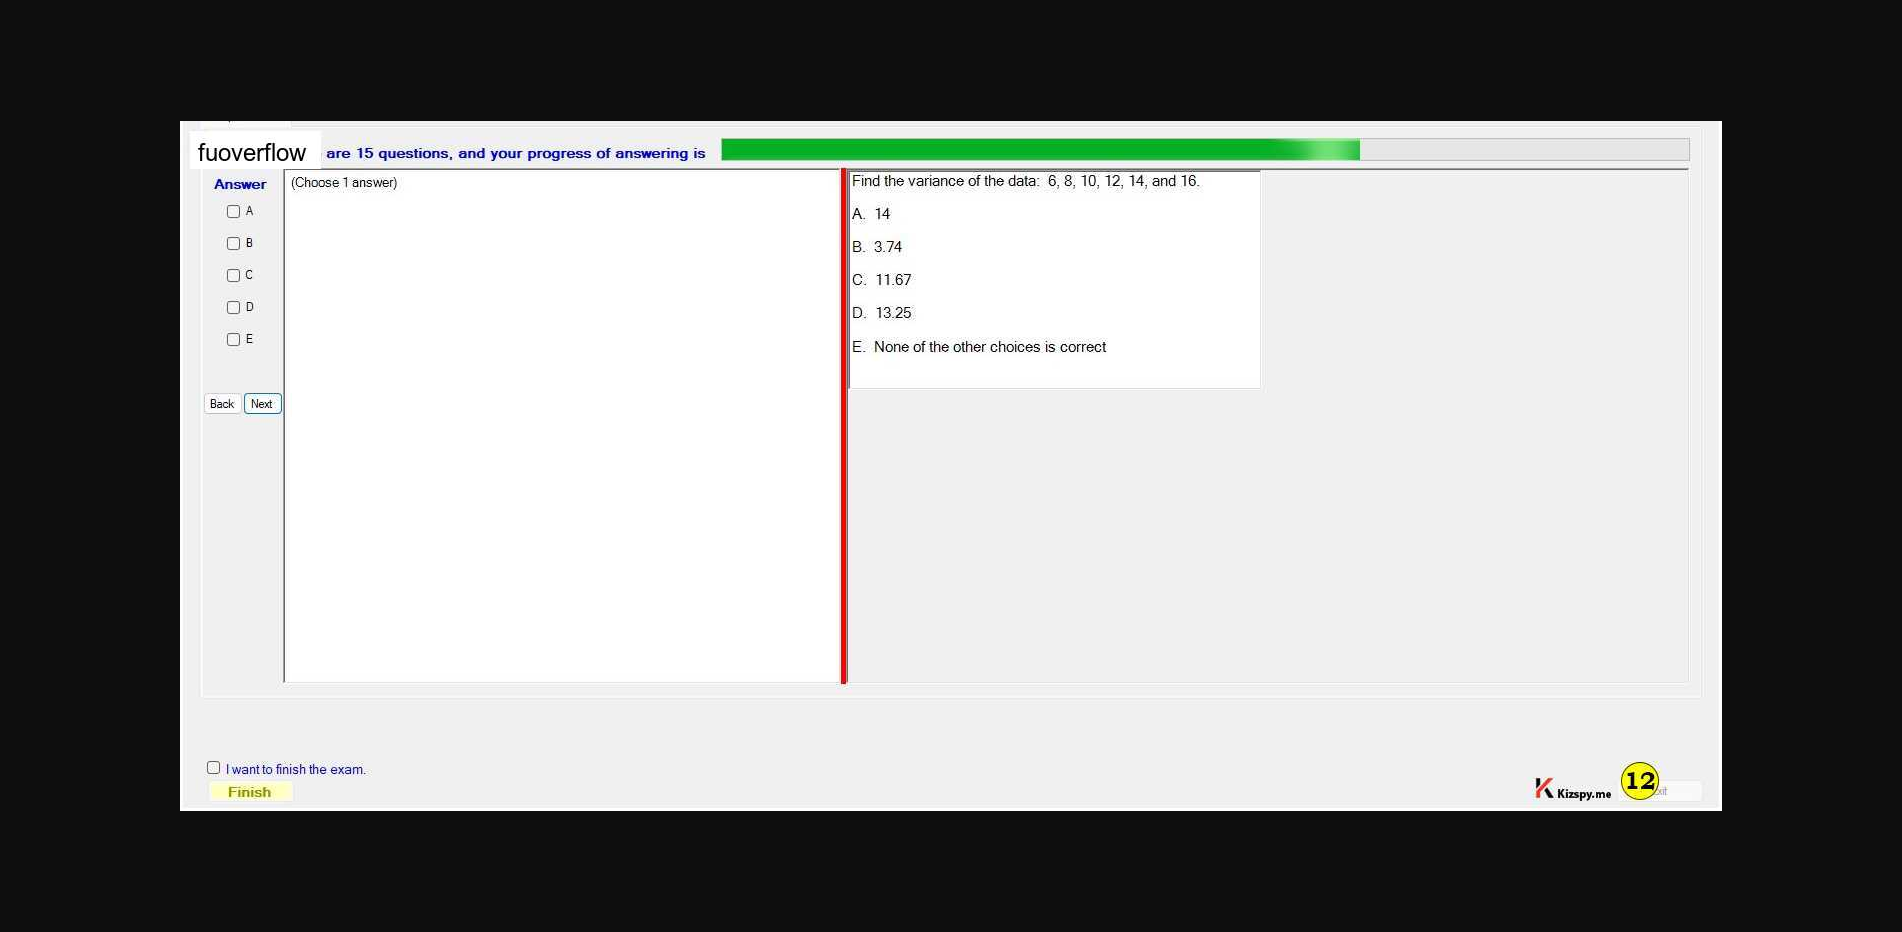 fuoverflow are 15 questions, and your progress of answering is
Answer
(Choose 1 answer)
A
B
C
D
E
Back Next
Find the variance of the data: 6, 8, 10, 12, 14, and 16.
A. 14
B. 3.74
C. 11.67
D. 13.25
E. None of the other choices is correct
I want to finish the exam.
Finish
Kizspy.me
12